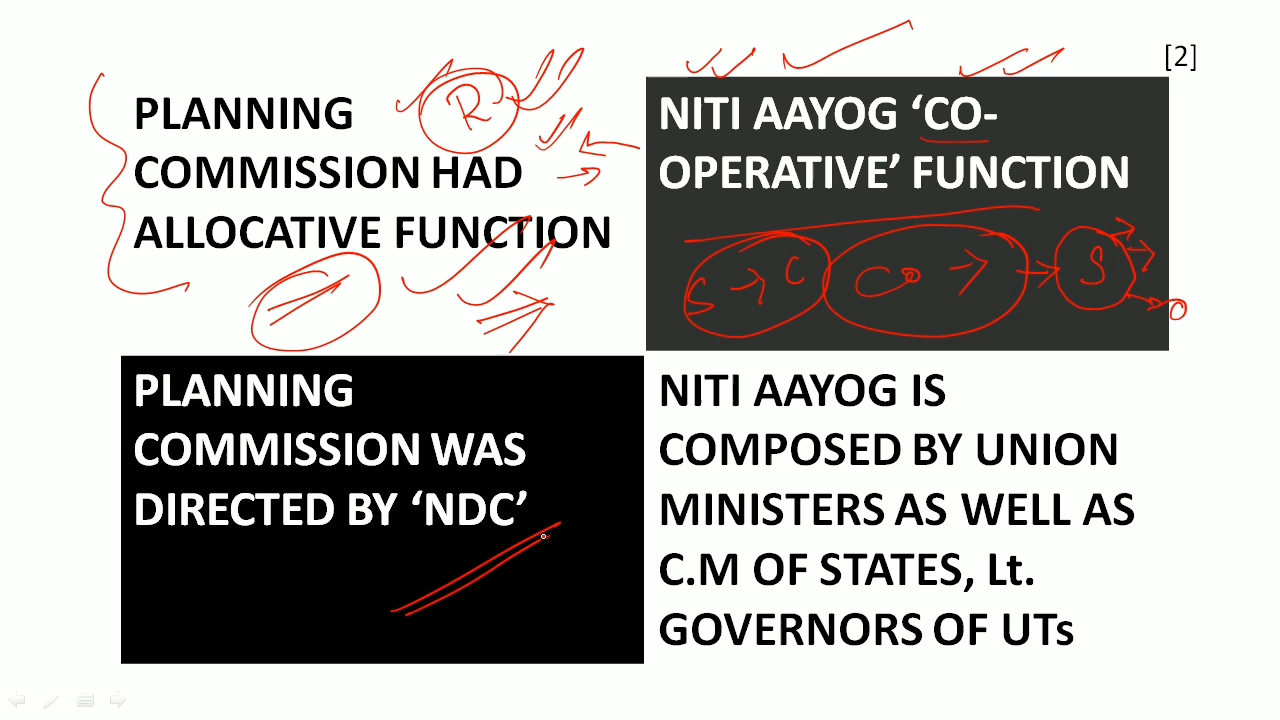 [2]
PLANNING
COMMISSION HAD
ALLOCATIVE FUNCTION
R
NITI AAYOG ‘CO-
OPERATIVE’ FUNCTION
S → C
S
PLANNING
COMMISSION WAS
DIRECTED BY ‘NDC’
NITI AAYOG IS
COMPOSED BY UNION
MINISTERS AS WELL AS
C.M OF STATES, Lt.
GOVERNORS OF UTs